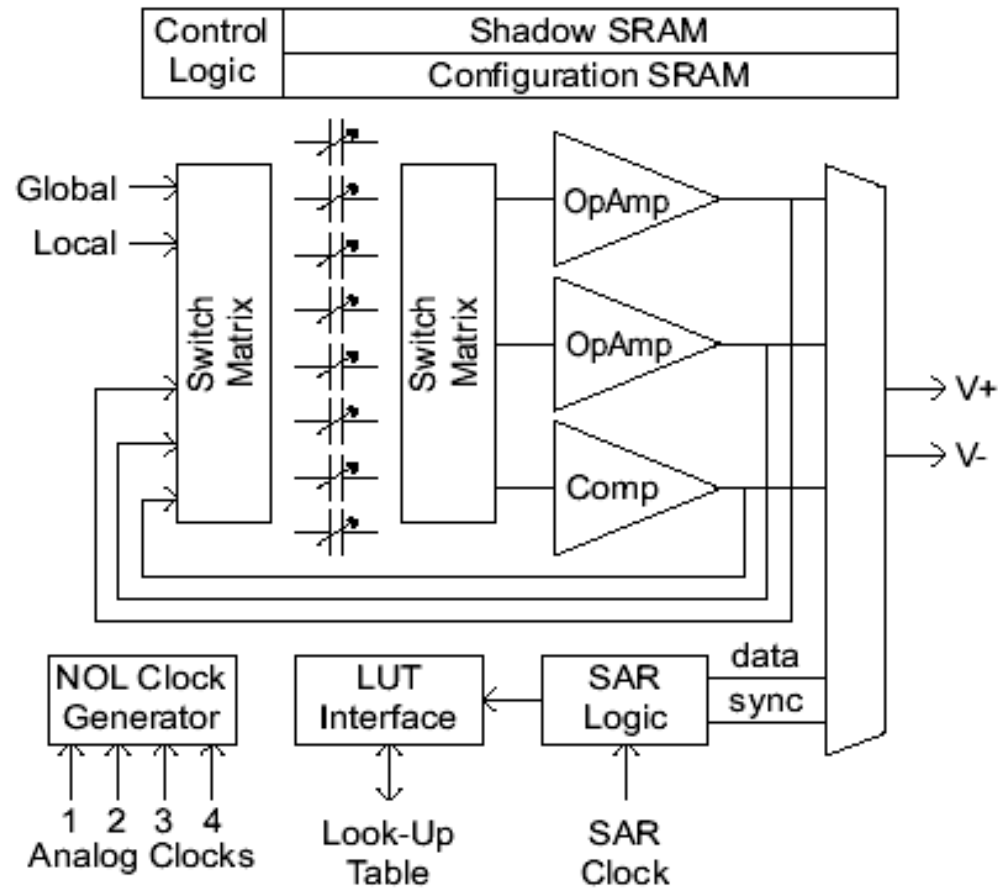 Control
Logic
Shadow SRAM
Configuration SRAM
Global
Local
Switch
Matrix
Switch
Matrix
OpAmp
OpAmp
Comp
V+
V-
NOL Clock
Generator
LUT
Interface
SAR
Logic
data
sync
1 2 3 4
Analog Clocks
Look-Up
Table
SAR
Clock